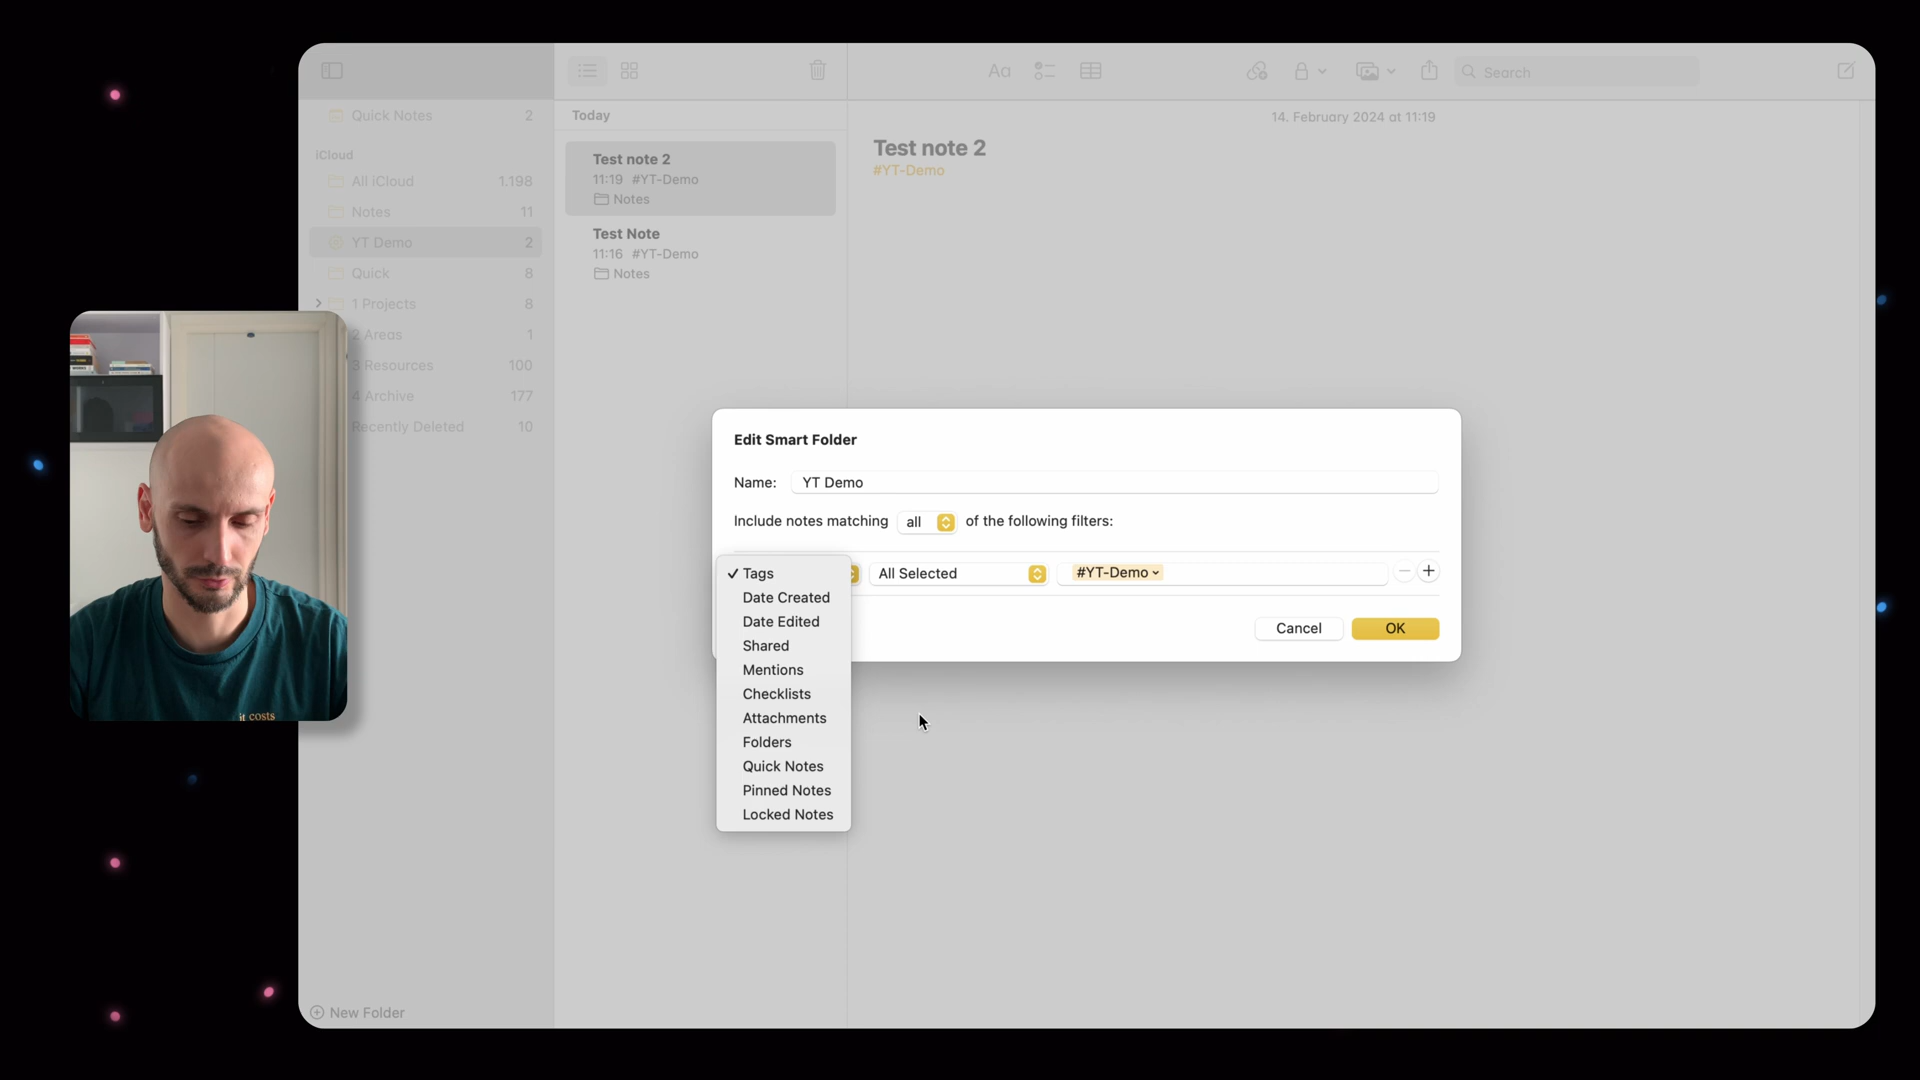 Aa
Search
Quick Notes 2
iCloud
All iCloud 1.198
Notes 11
YT Demo 2
Quick 8
1 Projects 8
2 Areas 1
3 Resources 100
4 Archive 177
Recently Deleted 10
New Folder
Today
Test note 2
11:19 #YT-Demo
Notes
Test Note
11:16 #YT-Demo
Notes
14. February 2024 at 11:19
Test note 2
#YT-Demo
Edit Smart Folder
Name: YT Demo
Include notes matching all of the following filters:
Tags
All Selected
#YT-Demo
Date Created
Date Edited
Shared
Mentions
Checklists
Attachments
Folders
Quick Notes
Pinned Notes
Locked Notes
Cancel
OK
it costs